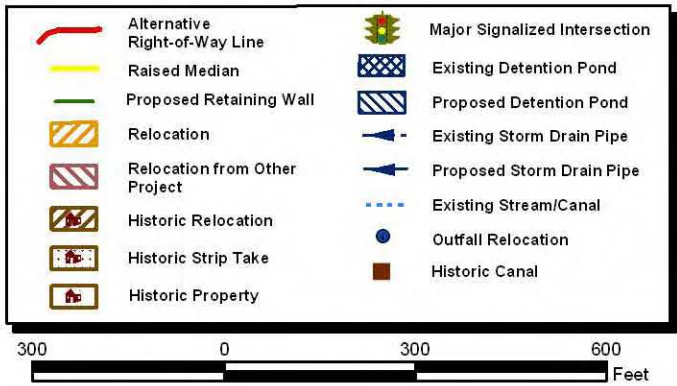 Alternative
Right-of-Way Line
Raised Median
Proposed Retaining Wall
Relocation
Relocation from Other
Project
Historic Relocation
Historic Strip Take
Historic Property
Major Signalized Intersection
Existing Detention Pond
Proposed Detention Pond
Existing Storm Drain Pipe
Proposed Storm Drain Pipe
Existing Stream/Canal
Outfall Relocation
Historic Canal
300 0 300 600
Feet